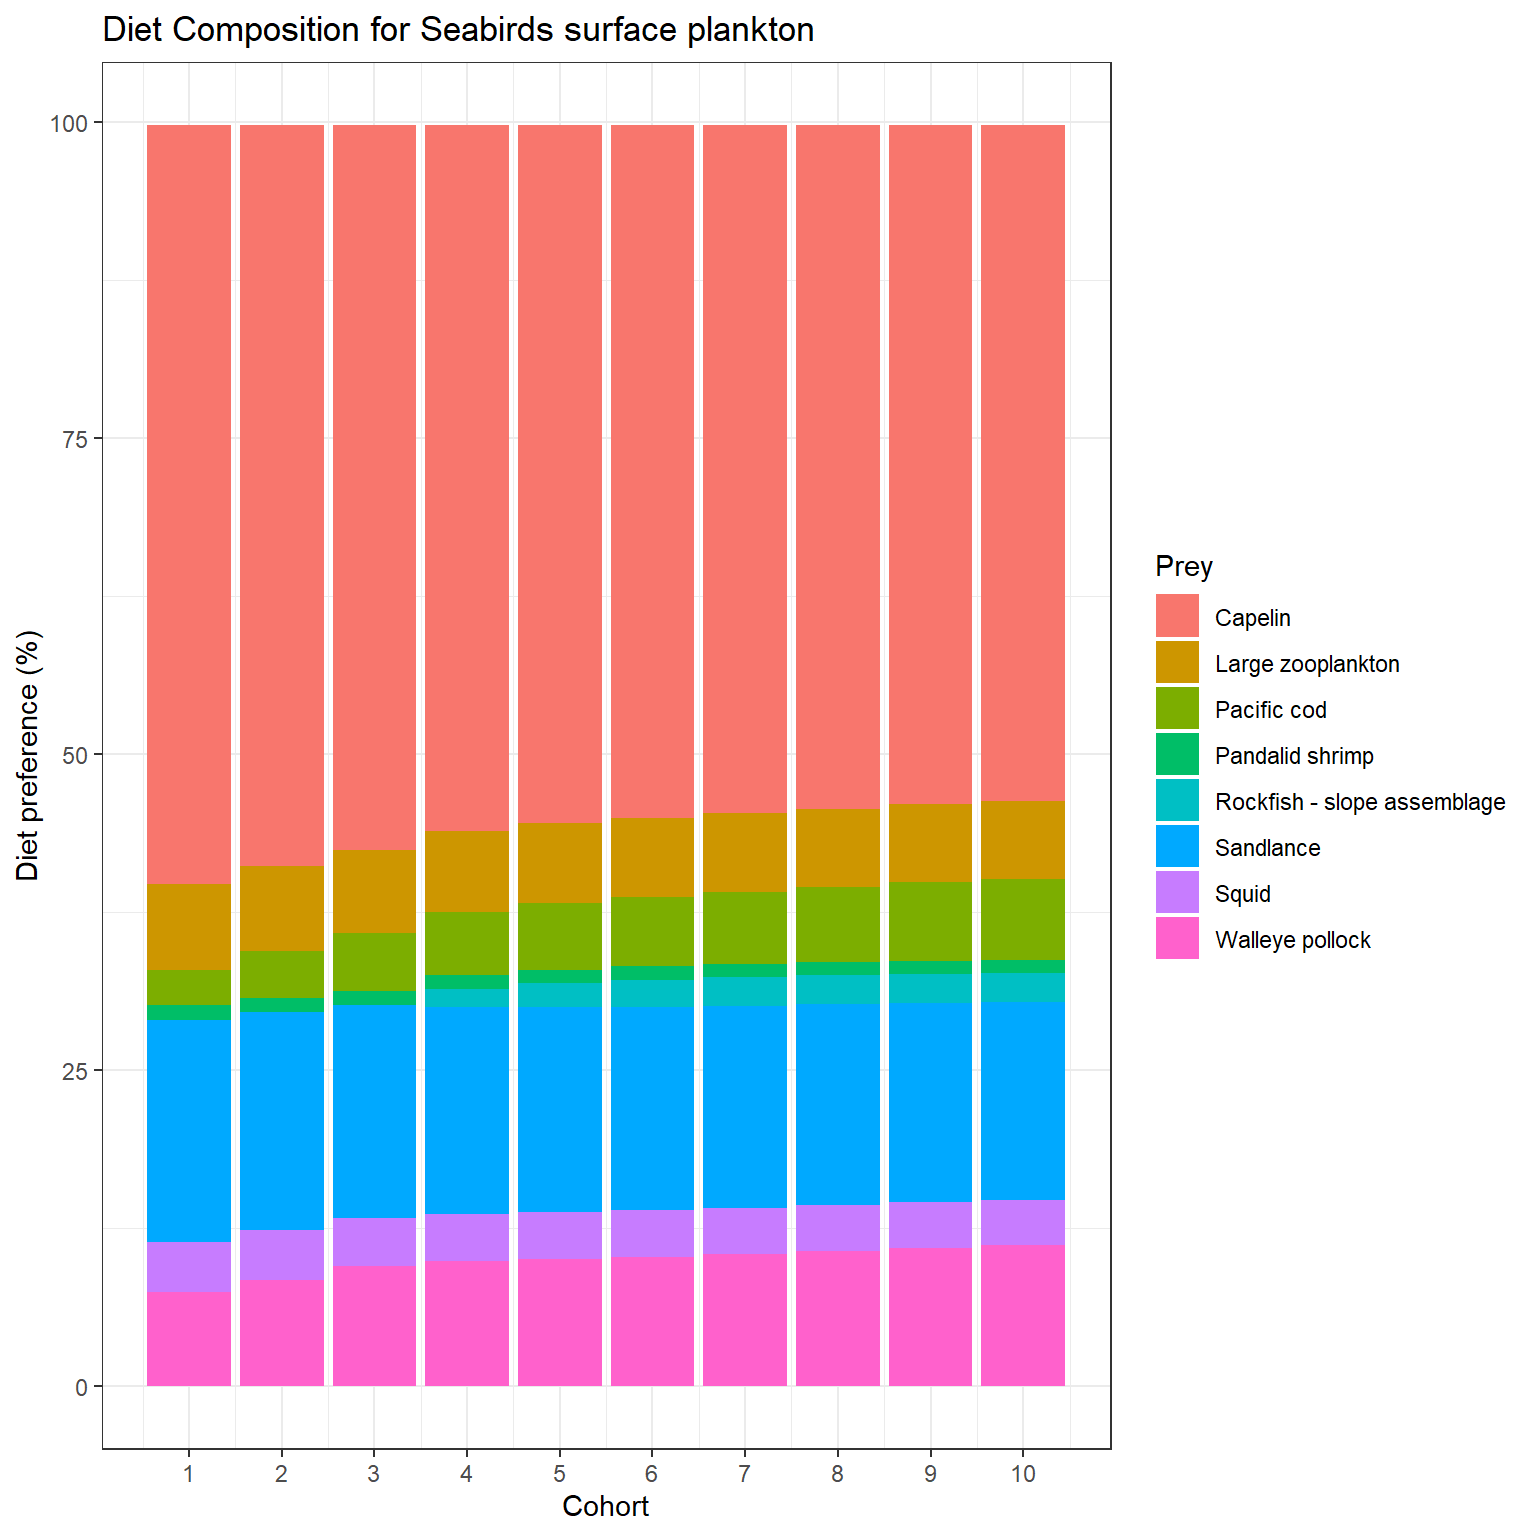 Diet Composition for Seabirds surface plankton
100
75
50
25
0
Diet preference (%)
1 2 3 4 5 6 7 8 9 10
Cohort
Prey
Capelin
Large zooplankton
Pacific cod
Pandalid shrimp
Rockfish - slope assemblage
Sandlance
Squid
Walleye pollock